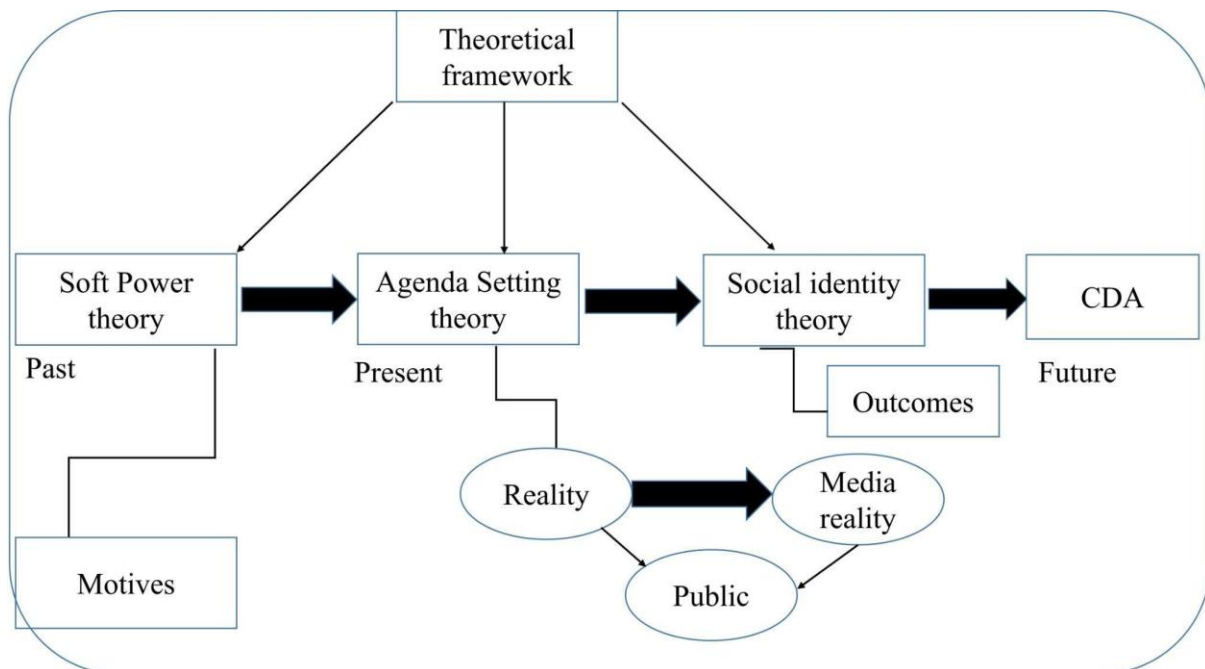 Theoretical
framework
Soft Power
theory
Agenda Setting
theory
Social identity
theory
CDA
Past
Present
Future
Outcomes
Reality
Media
reality
Motives
Public